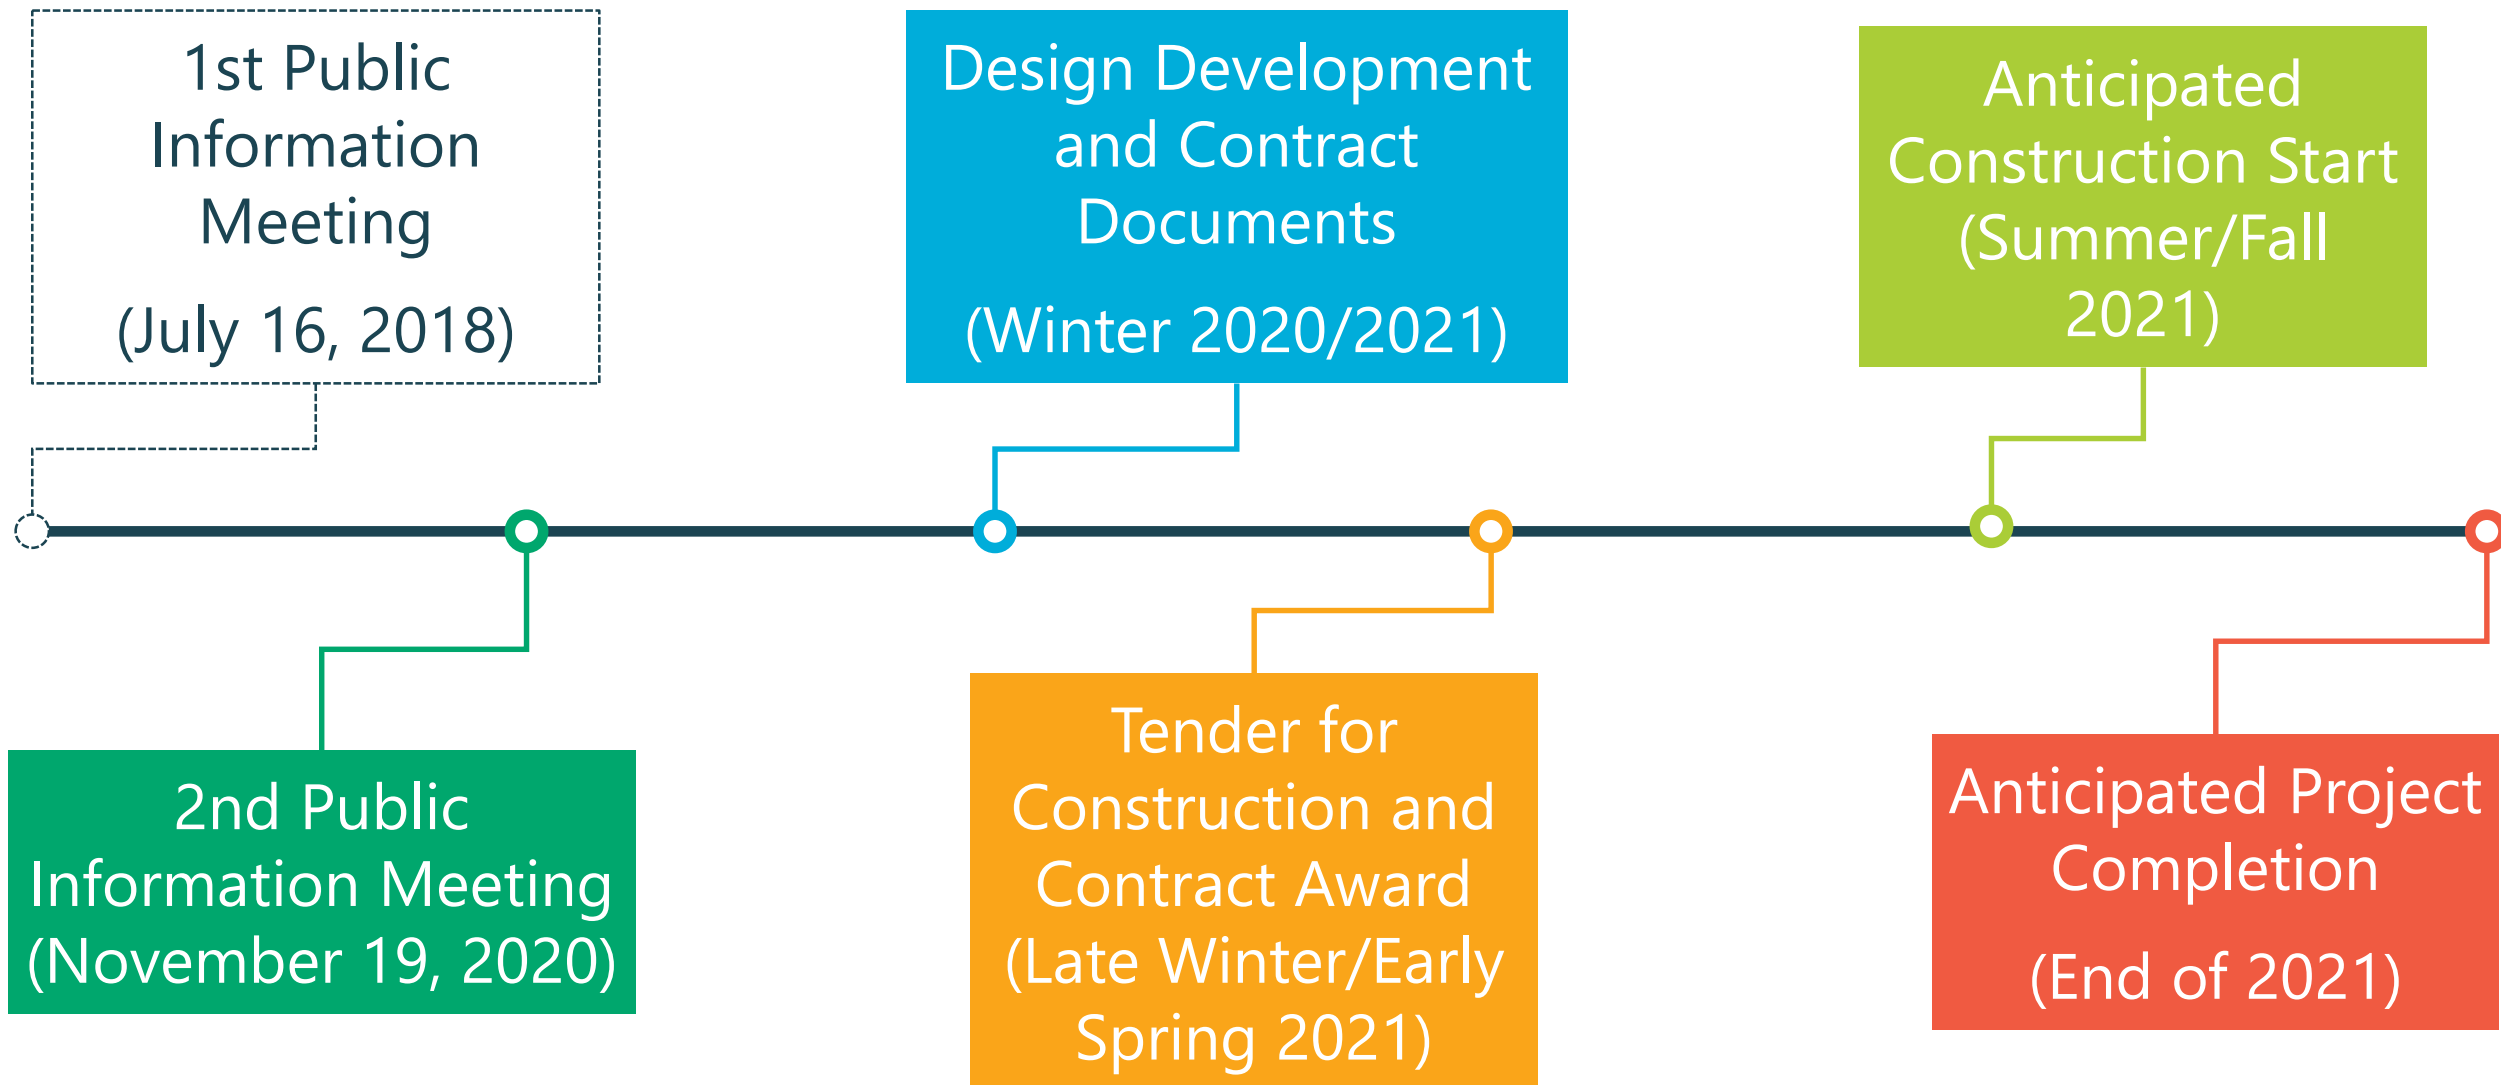 1st Public
Information
Meeting
(July 16, 2018)
Design Development
and Contract
Documents
(Winter 2020/2021)
Anticipated
Construction Start
(Summer/Fall
2021)
2nd Public
Information Meeting
(November 19, 2020)
Tender for
Construction and
Contract Award
(Late Winter/Early
Spring 2021)
Anticipated Project
Completion
(End of 2021)